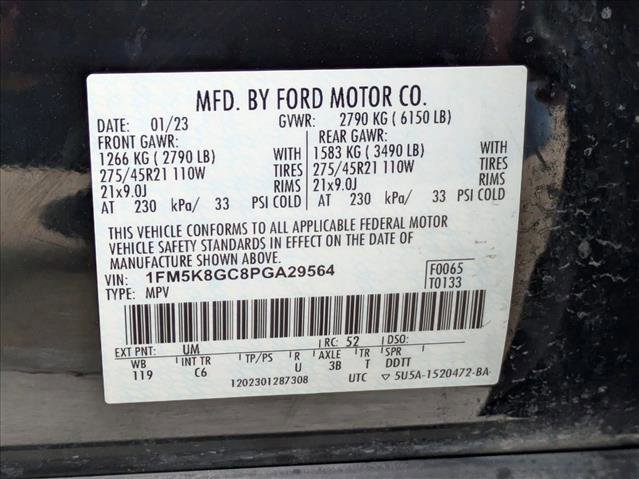 MFD. BY FORD MOTOR CO.
DATE: 01/23 GVWR: 2790 KG ( 6150 LB)
FRONT GAWR: REAR GAWR:
1266 KG ( 2790 LB) WITH 1583 KG ( 3490 LB) WITH
275/45R21 110W TIRES 275/45R21 110W TIRES
21x9.0J RIMS 21x9.0J RIMS
AT 230 kPa/ 33 PSI COLD AT 230 kPa/ 33 PSI COLD
THIS VEHICLE CONFORMS TO ALL APPLICABLE FEDERAL MOTOR
VEHICLE SAFETY STANDARDS IN EFFECT ON THE DATE OF
MANUFACTURE SHOWN ABOVE.
VIN: 1FM5K8GC8PGA29564 F0065
TYPE: MPV T0133
EXT PNT: UM RC: 52 DSO:
WB INT TR TP/PS R AXLE TR SPR
119 C6 U 3B T DDTT
1202301287308 UTC 5U5A-1520472-BA